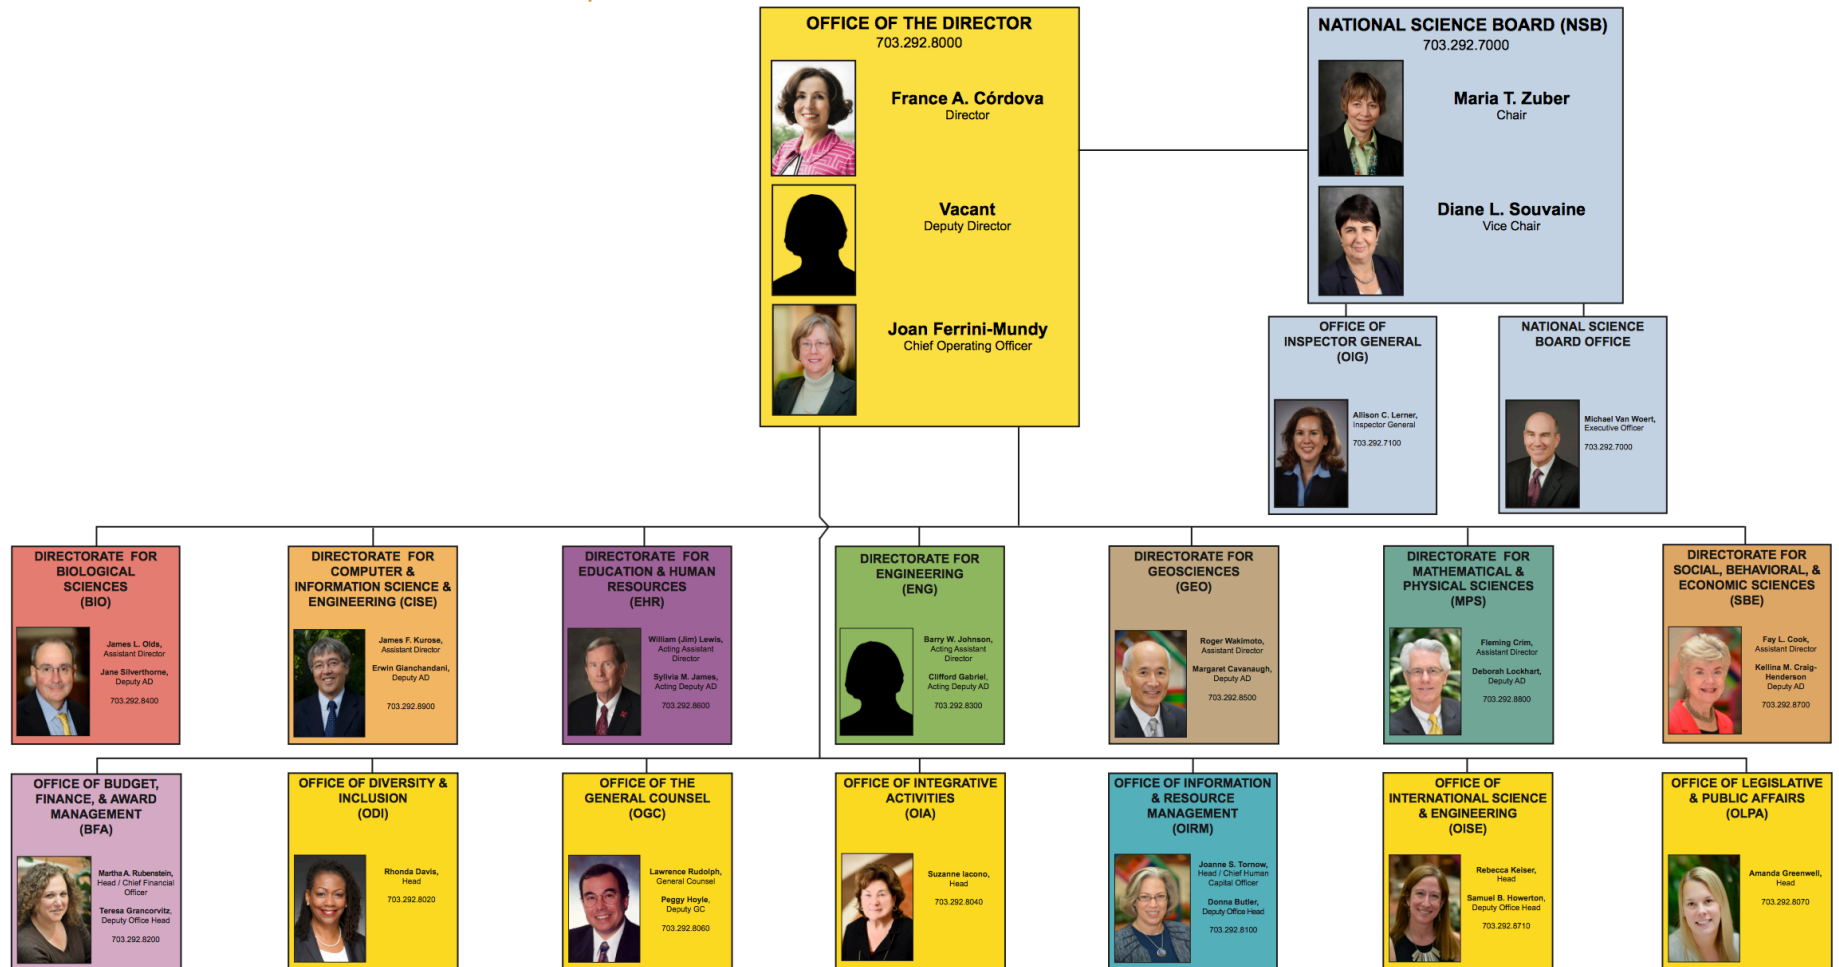 OFFICE OF THE DIRECTOR
703.292.8000
France A. Córdova
Director
Vacant
Deputy Director
Joan Ferrini-Mundy
Chief Operating Officer
NATIONAL SCIENCE BOARD (NSB)
703.292.7000
Maria T. Zuber
Chair
Diane L. Souvaine
Vice Chair
OFFICE OF
INSPECTOR GENERAL
(OIG)
Allison C. Lerner,
Inspector General
703.292.7100
NATIONAL SCIENCE
BOARD OFFICE
Michael Van Woert,
Executive Officer
703.292.7000
DIRECTORATE FOR
BIOLOGICAL
SCIENCES
(BIO)
James L. Olds,
Assistant Director
Jane Silverthorne,
Deputy AD
703.292.8400
DIRECTORATE FOR
COMPUTER &
INFORMATION SCIENCE &
ENGINEERING (CISE)
James F. Kurose,
Assistant Director
Erwin Gianchandani,
Deputy AD
703.292.8900
DIRECTORATE FOR
EDUCATION & HUMAN
RESOURCES
(EHR)
William (Jim) Lewis,
Acting Assistant
Director
Sylivia M. James,
Acting Deputy AD
703.292.8600
DIRECTORATE FOR
ENGINEERING
(ENG)
Barry W. Johnson,
Acting Assistant
Director
Clifford Gabriel,
Acting Deputy AD
703.292.8300
DIRECTORATE FOR
GEOSCIENCES
(GEO)
Roger Wakimoto,
Assistant Director
Margaret Cavanaugh,
Deputy AD
703.292.8500
DIRECTORATE FOR
MATHEMATICAL &
PHYSICAL SCIENCES
(MPS)
Fleming Crim,
Assistant Director
Deborah Lockhart,
Deputy AD
703.292.8800
DIRECTORATE FOR
SOCIAL, BEHAVIORAL, &
ECONOMIC SCIENCES
(SBE)
Fay L. Cook,
Assistant Director
Kellina M. Craig-
Henderson
Deputy AD
703.292.8700
OFFICE OF BUDGET,
FINANCE, & AWARD
MANAGEMENT
(BFA)
Martha A. Rubenstein,
Head / Chief Financial
Officer
Teresa Grancorvitz,
Deputy Office Head
703.292.8200
OFFICE OF DIVERSITY &
INCLUSION
(ODI)
Rhonda Davis,
Head
703.292.8020
OFFICE OF THE
GENERAL COUNSEL
(OGC)
Lawrence Rudolph,
General Counsel
Peggy Hoyle,
Deputy GC
703.292.8060
OFFICE OF INTEGRATIVE
ACTIVITIES
(OIA)
Suzanne Iacono,
Head
703.292.8040
OFFICE OF INFORMATION
& RESOURCE
MANAGEMENT
(OIRM)
Joanne S. Tornow,
Head / Chief Human
Capital Officer
Donna Butler,
Deputy Office Head
703.292.8100
OFFICE OF
INTERNATIONAL SCIENCE
& ENGINEERING
(OISE)
Rebecca Keiser,
Head
Samuel B. Howerton,
Deputy Office Head
703.292.8710
OFFICE OF LEGISLATIVE
& PUBLIC AFFAIRS
(OLPA)
Amanda Greenwell,
Head
703.292.8070